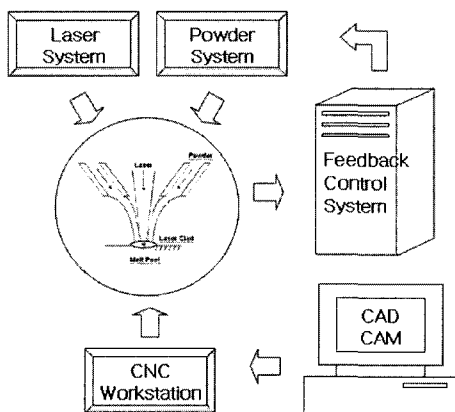 Laser
System
Powder
System
Feedback
Control
System
Laser
Powder
Laser Clad
Melt Pool
CAD
CAM
CNC
Workstation